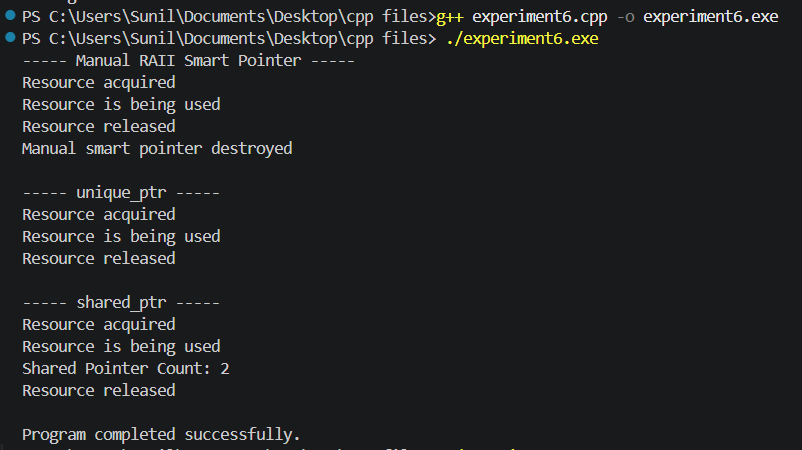 PS C:\Users\Sunil\Documents\Desktop\cpp files>g++ experiment6.cpp -o experiment6.exe
PS C:\Users\Sunil\Documents\Desktop\cpp files> ./experiment6.exe
----- Manual RAII Smart Pointer -----
Resource acquired
Resource is being used
Resource released
Manual smart pointer destroyed

----- unique_ptr -----
Resource acquired
Resource is being used
Resource released

----- shared_ptr -----
Resource acquired
Resource is being used
Shared Pointer Count: 2
Resource released

Program completed successfully.